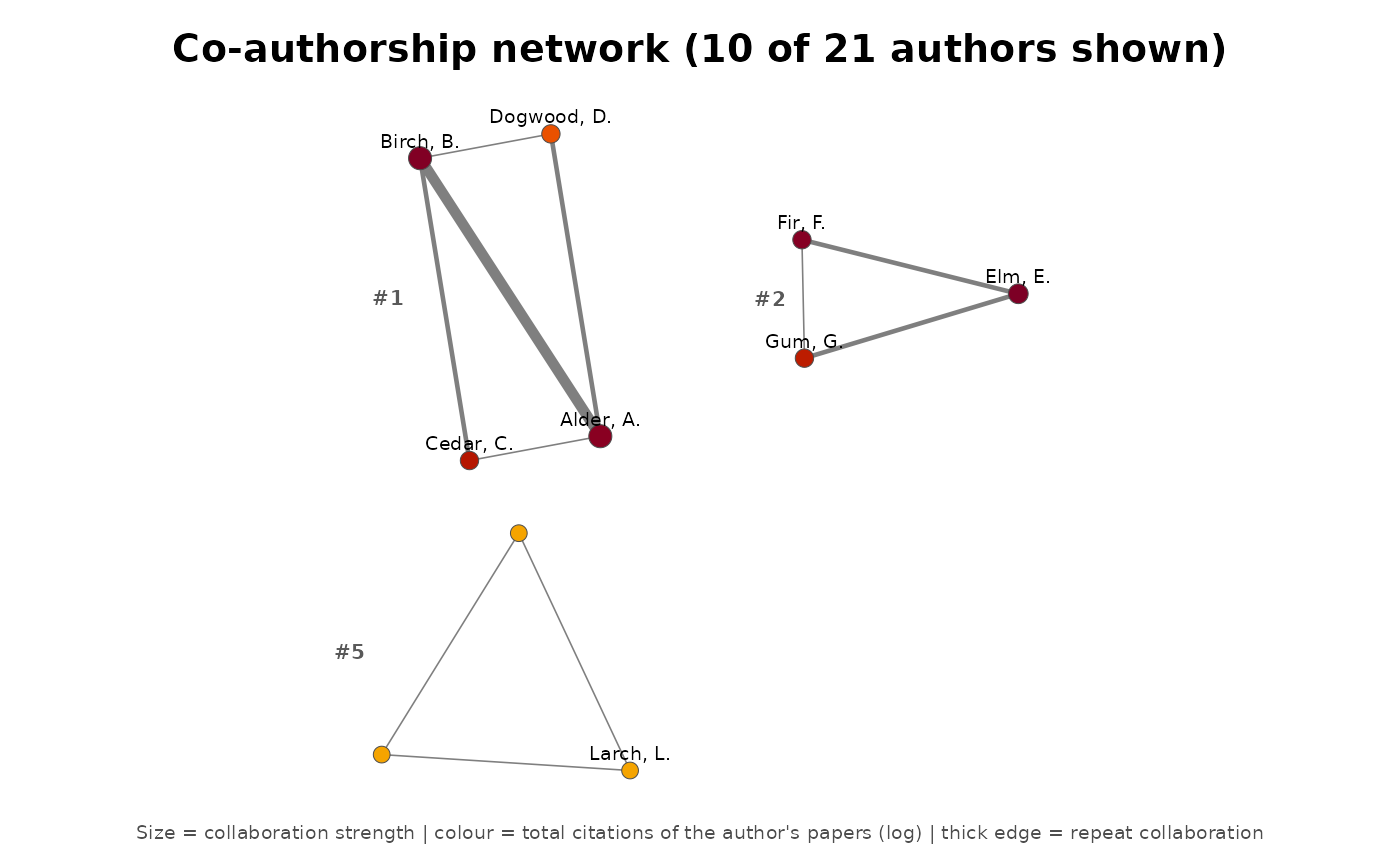 Co-authorship network (10 of 21 authors shown)
Dogwood, D.
Birch, B.
Fir, F.
Elm, E.
#1
#2
Gum, G.
Alder, A.
Cedar, C.
#5
Larch, L.
Size = collaboration strength | colour = total citations of the author's papers (log) | thick edge = repeat collaboration